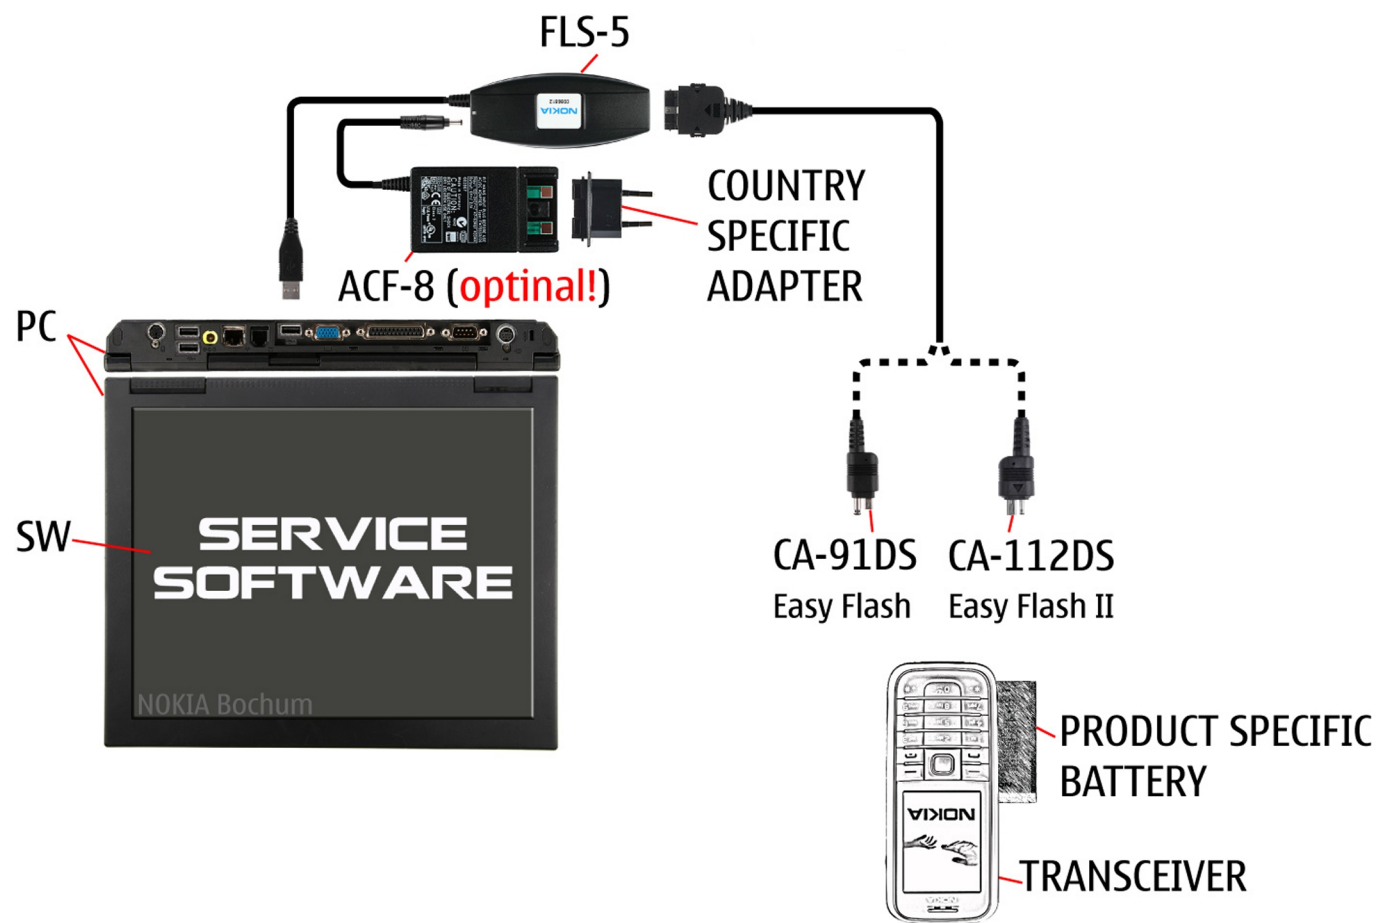 FLS-5
NOKIA
COUNTRY
SPECIFIC
ADAPTER
ACF-8 (optinal!)
PC
SW
SERVICE
SOFTWARE
NOKIA Bochum
CA-91DS
Easy Flash
CA-112DS
Easy Flash II
PRODUCT SPECIFIC
BATTERY
NOKIA
TRANSCEIVER
NOKIA